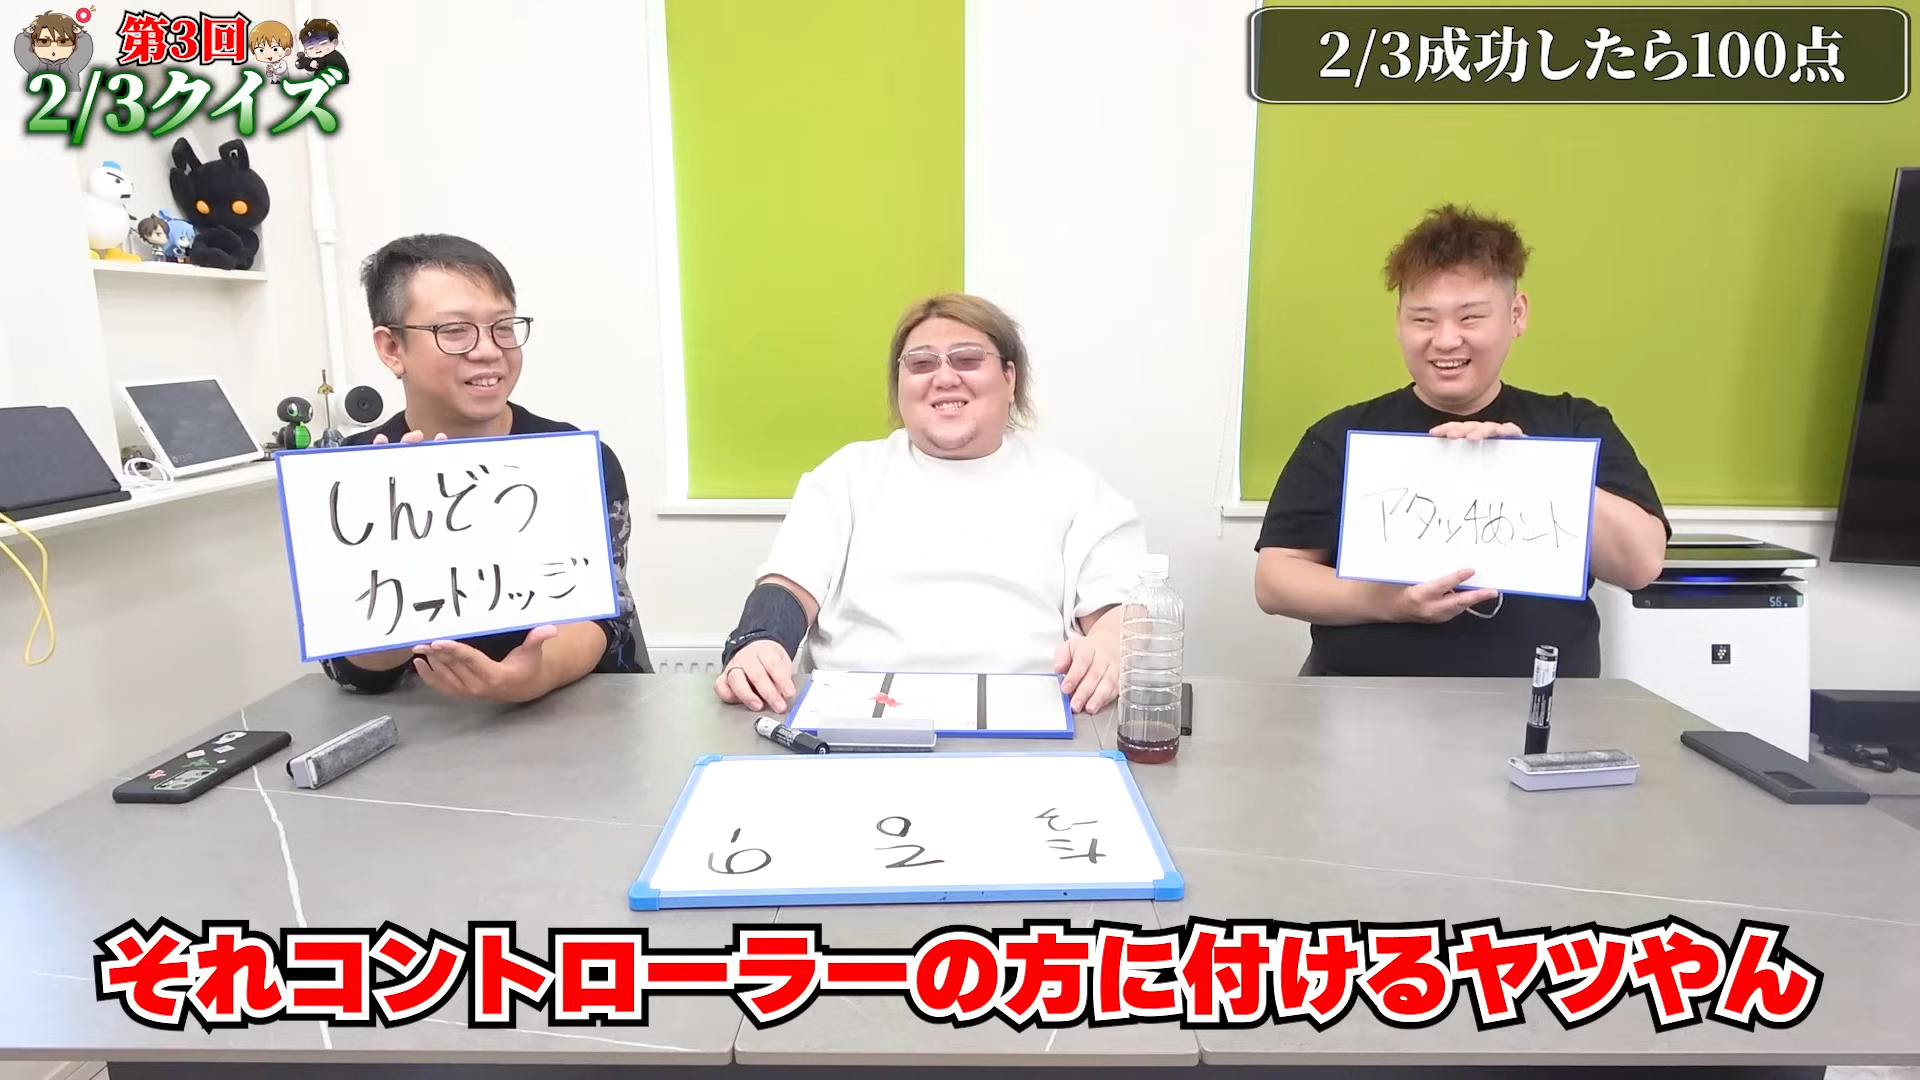 第3回
2/3クイズ
2/3成功したら100点
しんどう
カートリッジ
アタッチめント
56
それコントローラーの方に付けるヤツやん